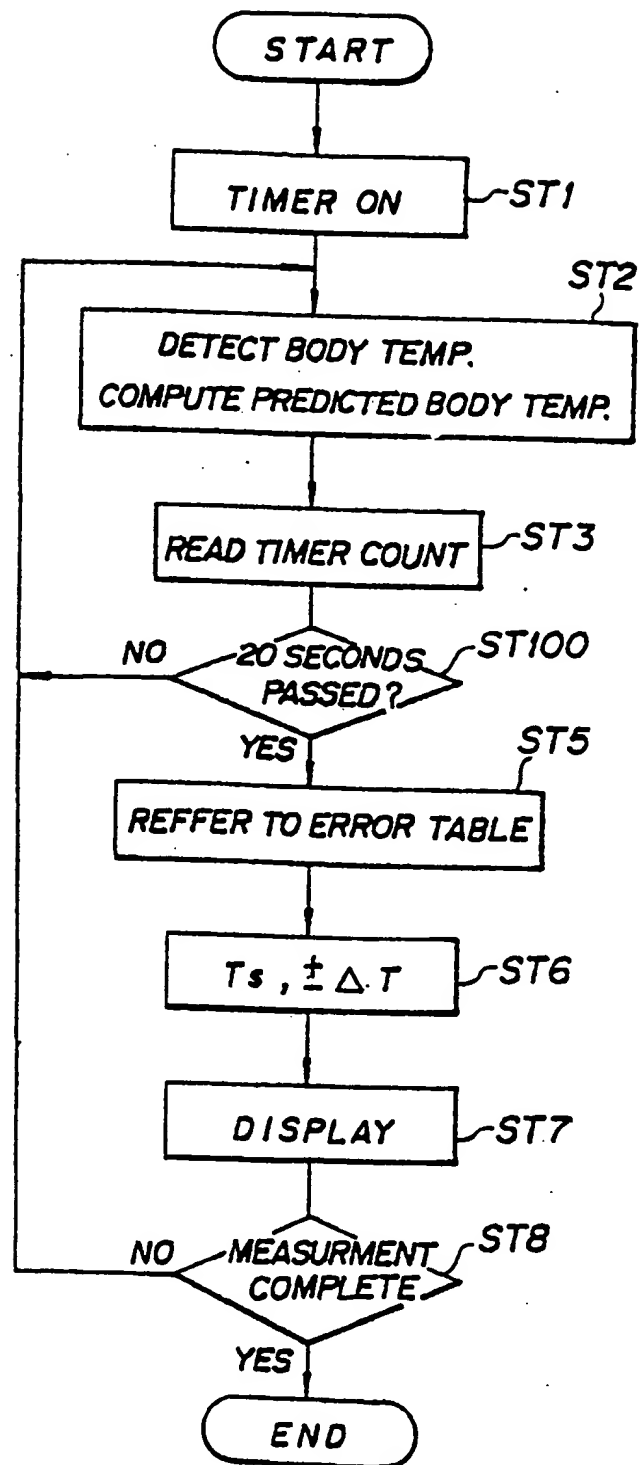 START
TIMER ON
ST1
ST2
DETECT BODY TEMP.
COMPUTE PREDICTED BODY TEMP.
READ TIMER COUNT
ST3
NO
20 SECONDS
PASSED?
ST100
YES
ST5
REFFER TO ERROR TABLE
Ts, ± △.T
ST6
DISPLAY
ST7
NO
MEASURMENT
COMPLETE
ST8
YES
END